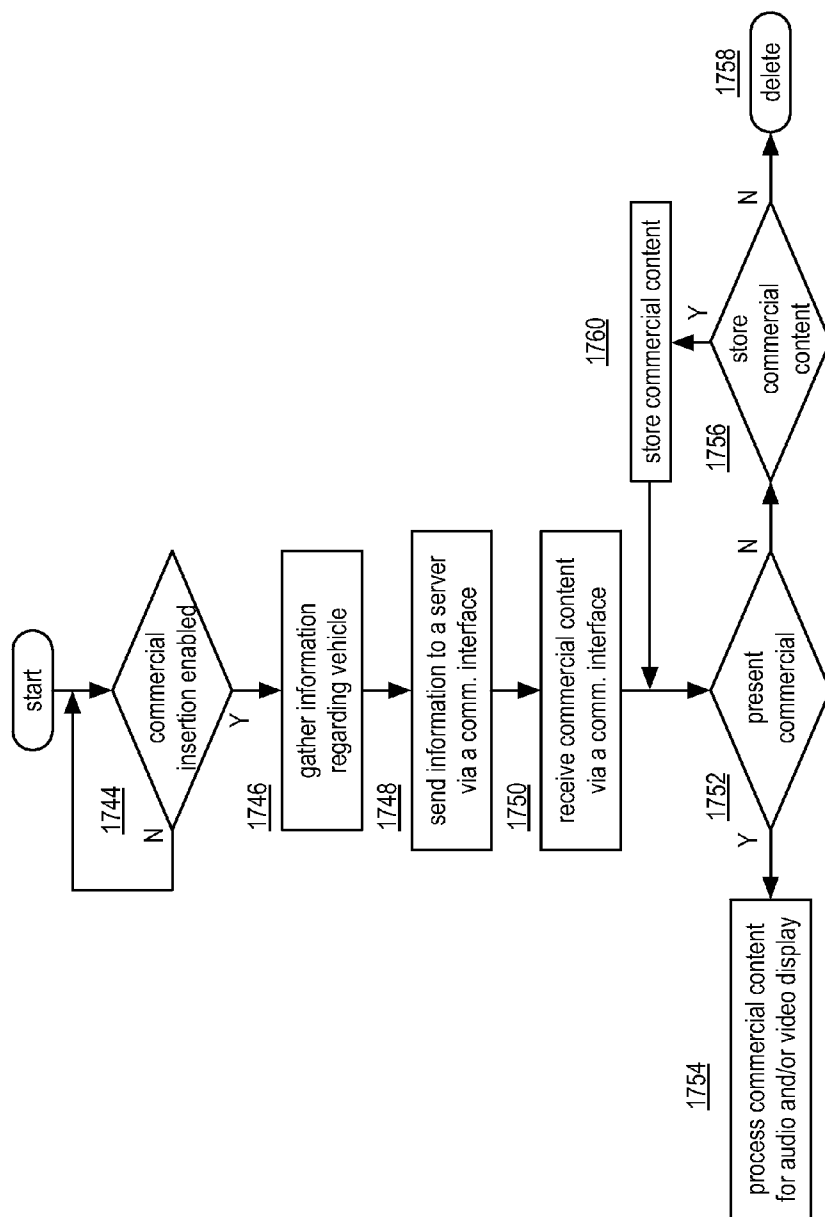 start
1744
commercial
insertion enabled
N
Y
1746
gather information
regarding vehicle
1748
send information to a server
via a comm. interface
1750
receive commercial content
via a comm. interface
1752
present
commercial
Y
N
1754
process commercial content
for audio and/or video display
1756
store
commercial
content
Y
N
1760
store commercial content
1758
delete